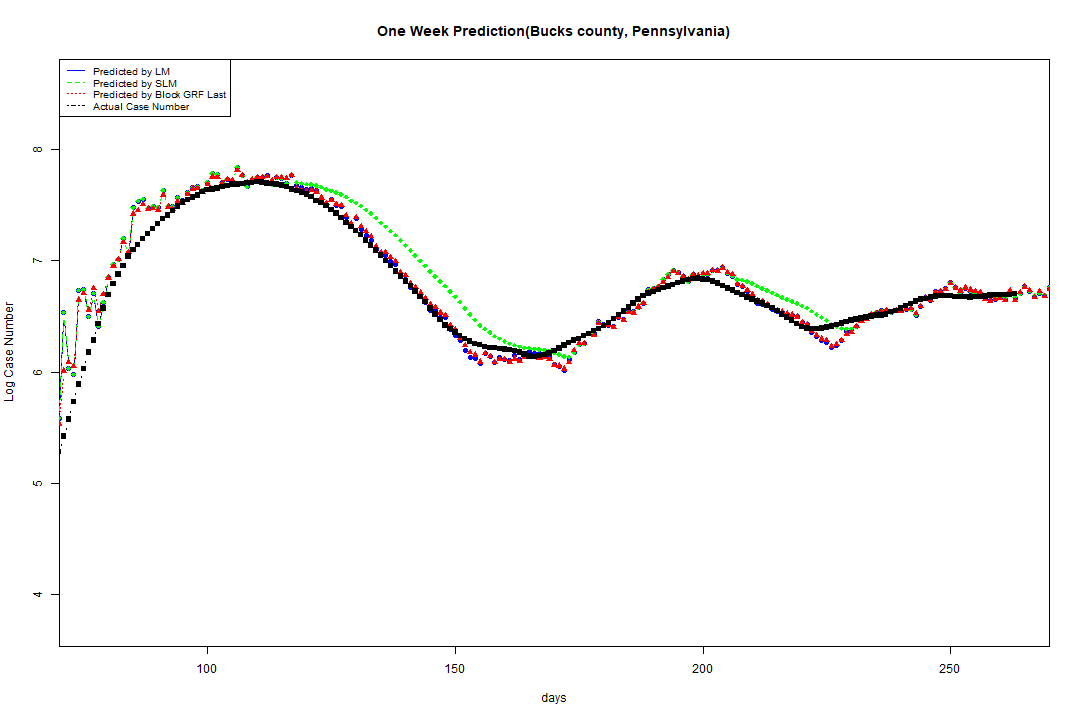 One Week Prediction(Bucks county, Pennsylvania)
Predicted by LM
Predicted by SLM
Predicted by Block GRF Last
Actual Case Number
8
7
6
5
4
Log Case Number
100 150 200 250
days